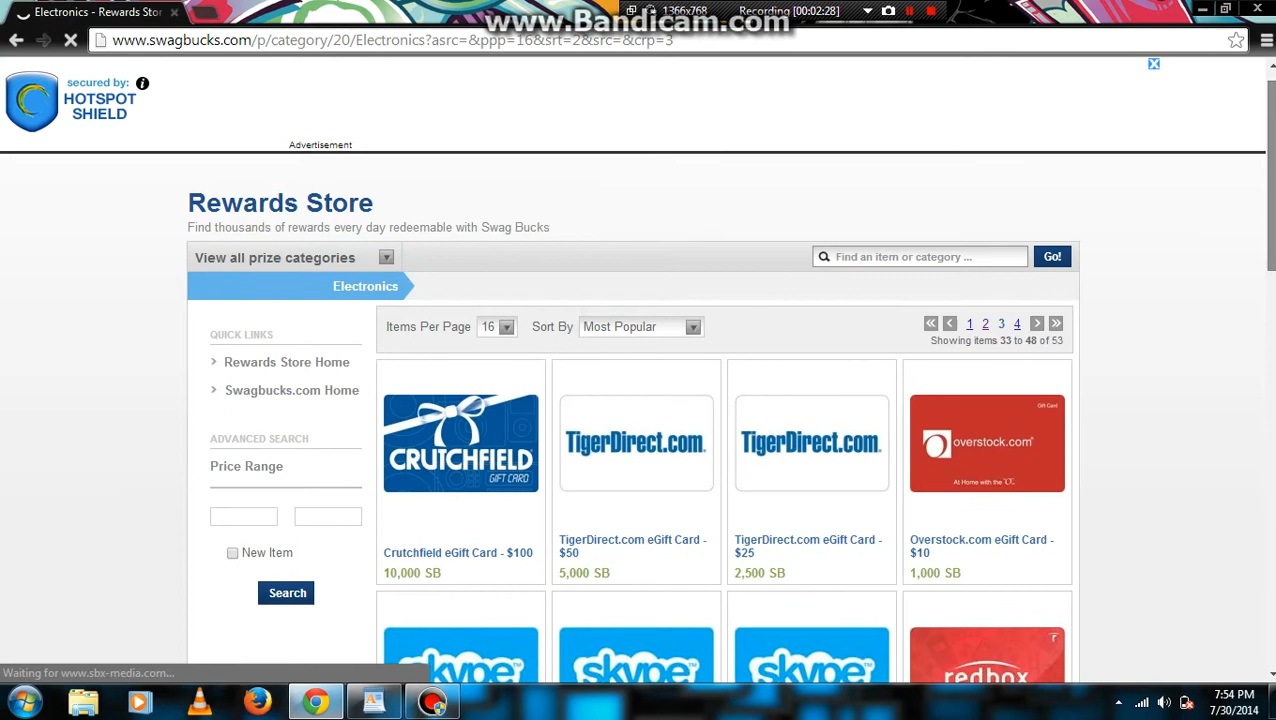 www.Bandicam.com
1366x768
Recording [00:02:28]
Electronics - Rewards Stor
www.swagbucks.com/p/category/20/Electronics?asrc=&ppp=16&srt=2&src=&crp=3
secured by:
HOTSPOT
SHIELD
Advertisement
Rewards Store
Find thousands of rewards every day redeemable with Swag Bucks
View all prize categories
Find an item or category ...
Go!
Electronics
QUICK LINKS
Rewards Store Home
Swagbucks.com Home
ADVANCED SEARCH
Price Range
New Item
Search
Items Per Page 16 Sort By Most Popular
1 2 3 4
Showing items 33 to 48 of 53
CRUTCHFIELD
GIFT CARD
Crutchfield eGift Card - $100
10,000 SB
TigerDirect.com
TigerDirect.com eGift Card -
$50
5,000 SB
TigerDirect.com
TigerDirect.com eGift Card -
$25
2,500 SB
Gift Card
overstock.com
At Home with the O
Overstock.com eGift Card -
$10
1,000 SB
skype
skype
skype
redbox
Waiting for www.sbx-media.com...
7:54 PM
7/30/2014